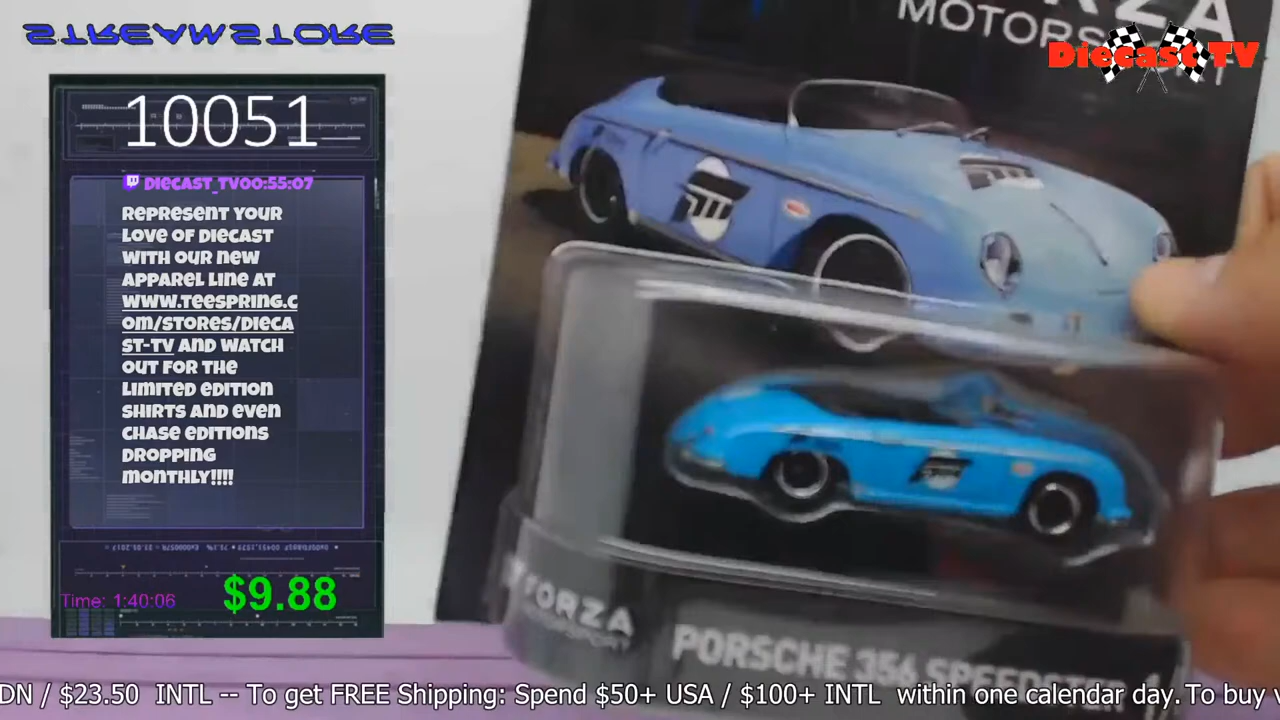 STREAMSTORE
MOTORSPORT
Diecast TV
10051
DIECAST_TV00:55:07
REPRESENT YOUR
LOVE OF DIECAST
WITH OUR NEW
APPAREL LINE AT
WWW.TEESPRING.C
OM/STORES/DIECA
ST-TV AND WATCH
OUT FOR THE
LIMITED EDITION
SHIRTS AND EVEN
CHASE EDITIONS
DROPPING
MONTHLY!!!!
Time: 1:40:06
$9.88
FORZA
MOTORSPORT
PORSCHE 356 SPEEDSTER
DN / $23.50 INTL -- To get FREE Shipping: Spend $50+ USA / $100+ INTL within one calendar day. To buy